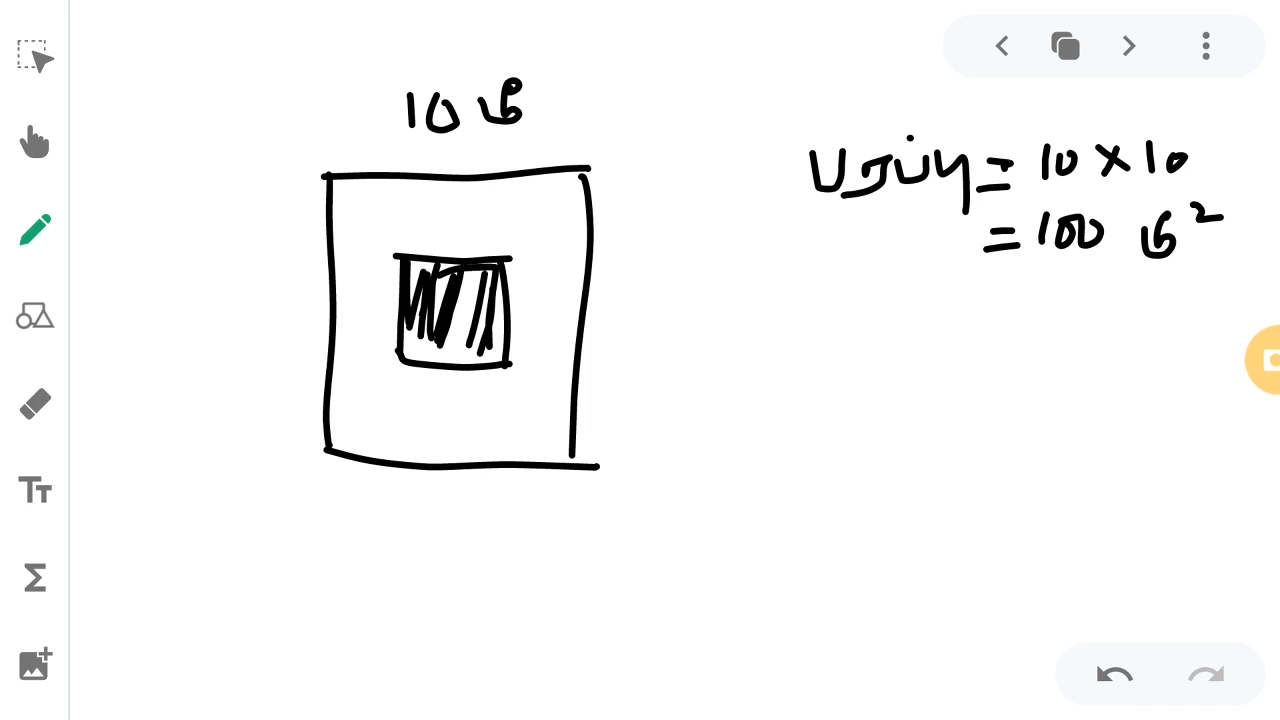 10 மீ
பரப்பு = 10 × 10
= 100 மீ²